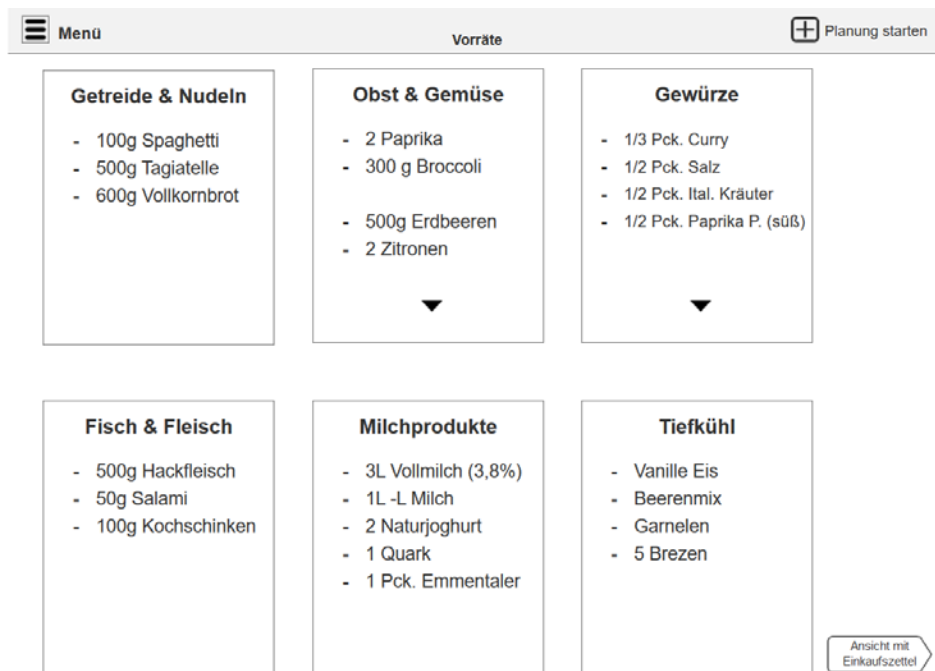 Menü
Vorräte
Planung starten
Getreide & Nudeln
- 100g Spaghetti
- 500g Tagiatelle
- 600g Vollkornbrot
Obst & Gemüse
- 2 Paprika
- 300 g Broccoli
- 500g Erdbeeren
- 2 Zitronen
Gewürze
- 1/3 Pck. Curry
- 1/2 Pck. Salz
- 1/2 Pck. Ital. Kräuter
- 1/2 Pck. Paprika P. (süß)
Fisch & Fleisch
- 500g Hackfleisch
- 50g Salami
- 100g Kochschinken
Milchprodukte
- 3L Vollmilch (3,8%)
- 1L -L Milch
- 2 Naturjoghurt
- 1 Quark
- 1 Pck. Emmentaler
Tiefkühl
- Vanille Eis
- Beerenmix
- Garnelen
- 5 Brezen
Ansicht mit
Einkaufszettel